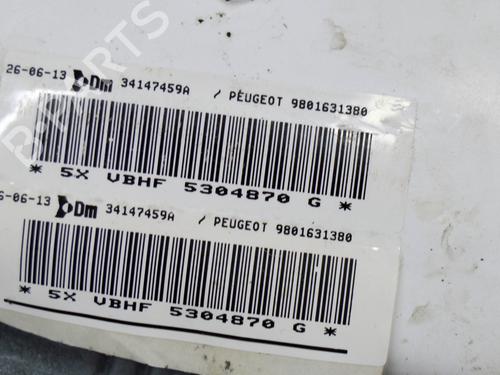 26-06-13 Dm 34147459A / PEUGEOT 9801631380
* 5X VBHF 5304870 G *
6-06-13 Dm 34147459A / PEUGEOT 9801631380
* 5X VBHF 5304870 G *
B-PARTS